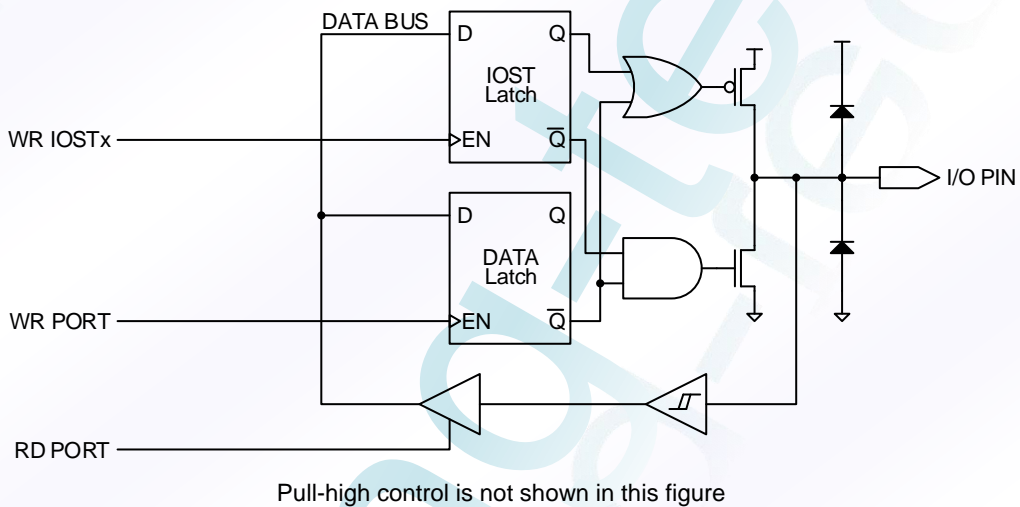 DATA BUS
D
Q
IOST
Latch
WR IOSTx
EN
Q
D
Q
DATA
Latch
WR PORT
EN
Q
I/O PIN
RD PORT
Pull-high control is not shown in this figure